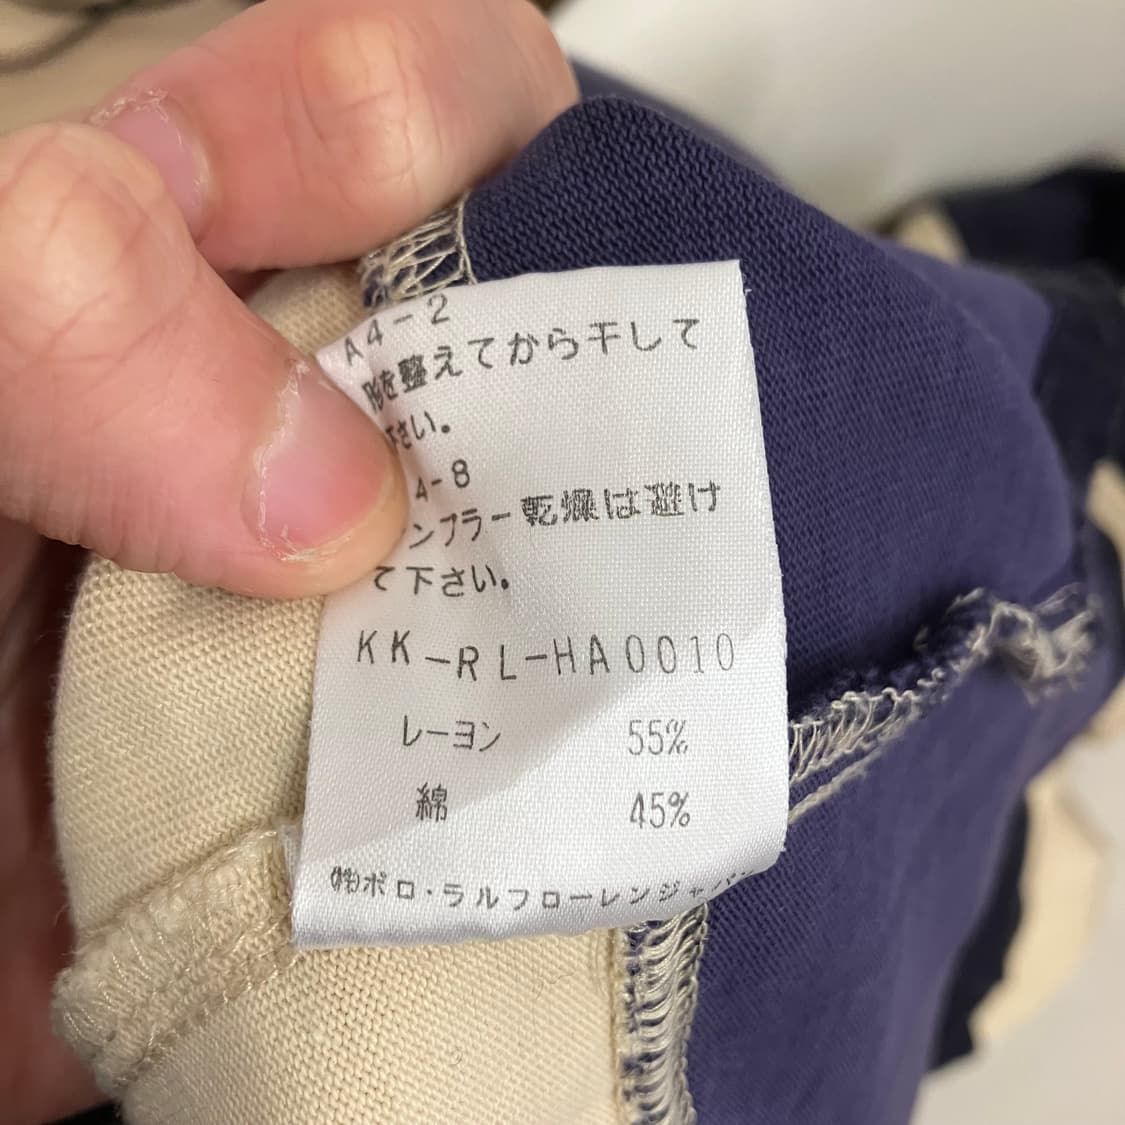 A4-2
形を整えてから干して
下さい。
4-8
ンブラー乾燥は避け
て下さい。
KK-RL-HA0010
レーヨン 55%
綿 45%
㈱ポロ・ラルフローレンジャパン